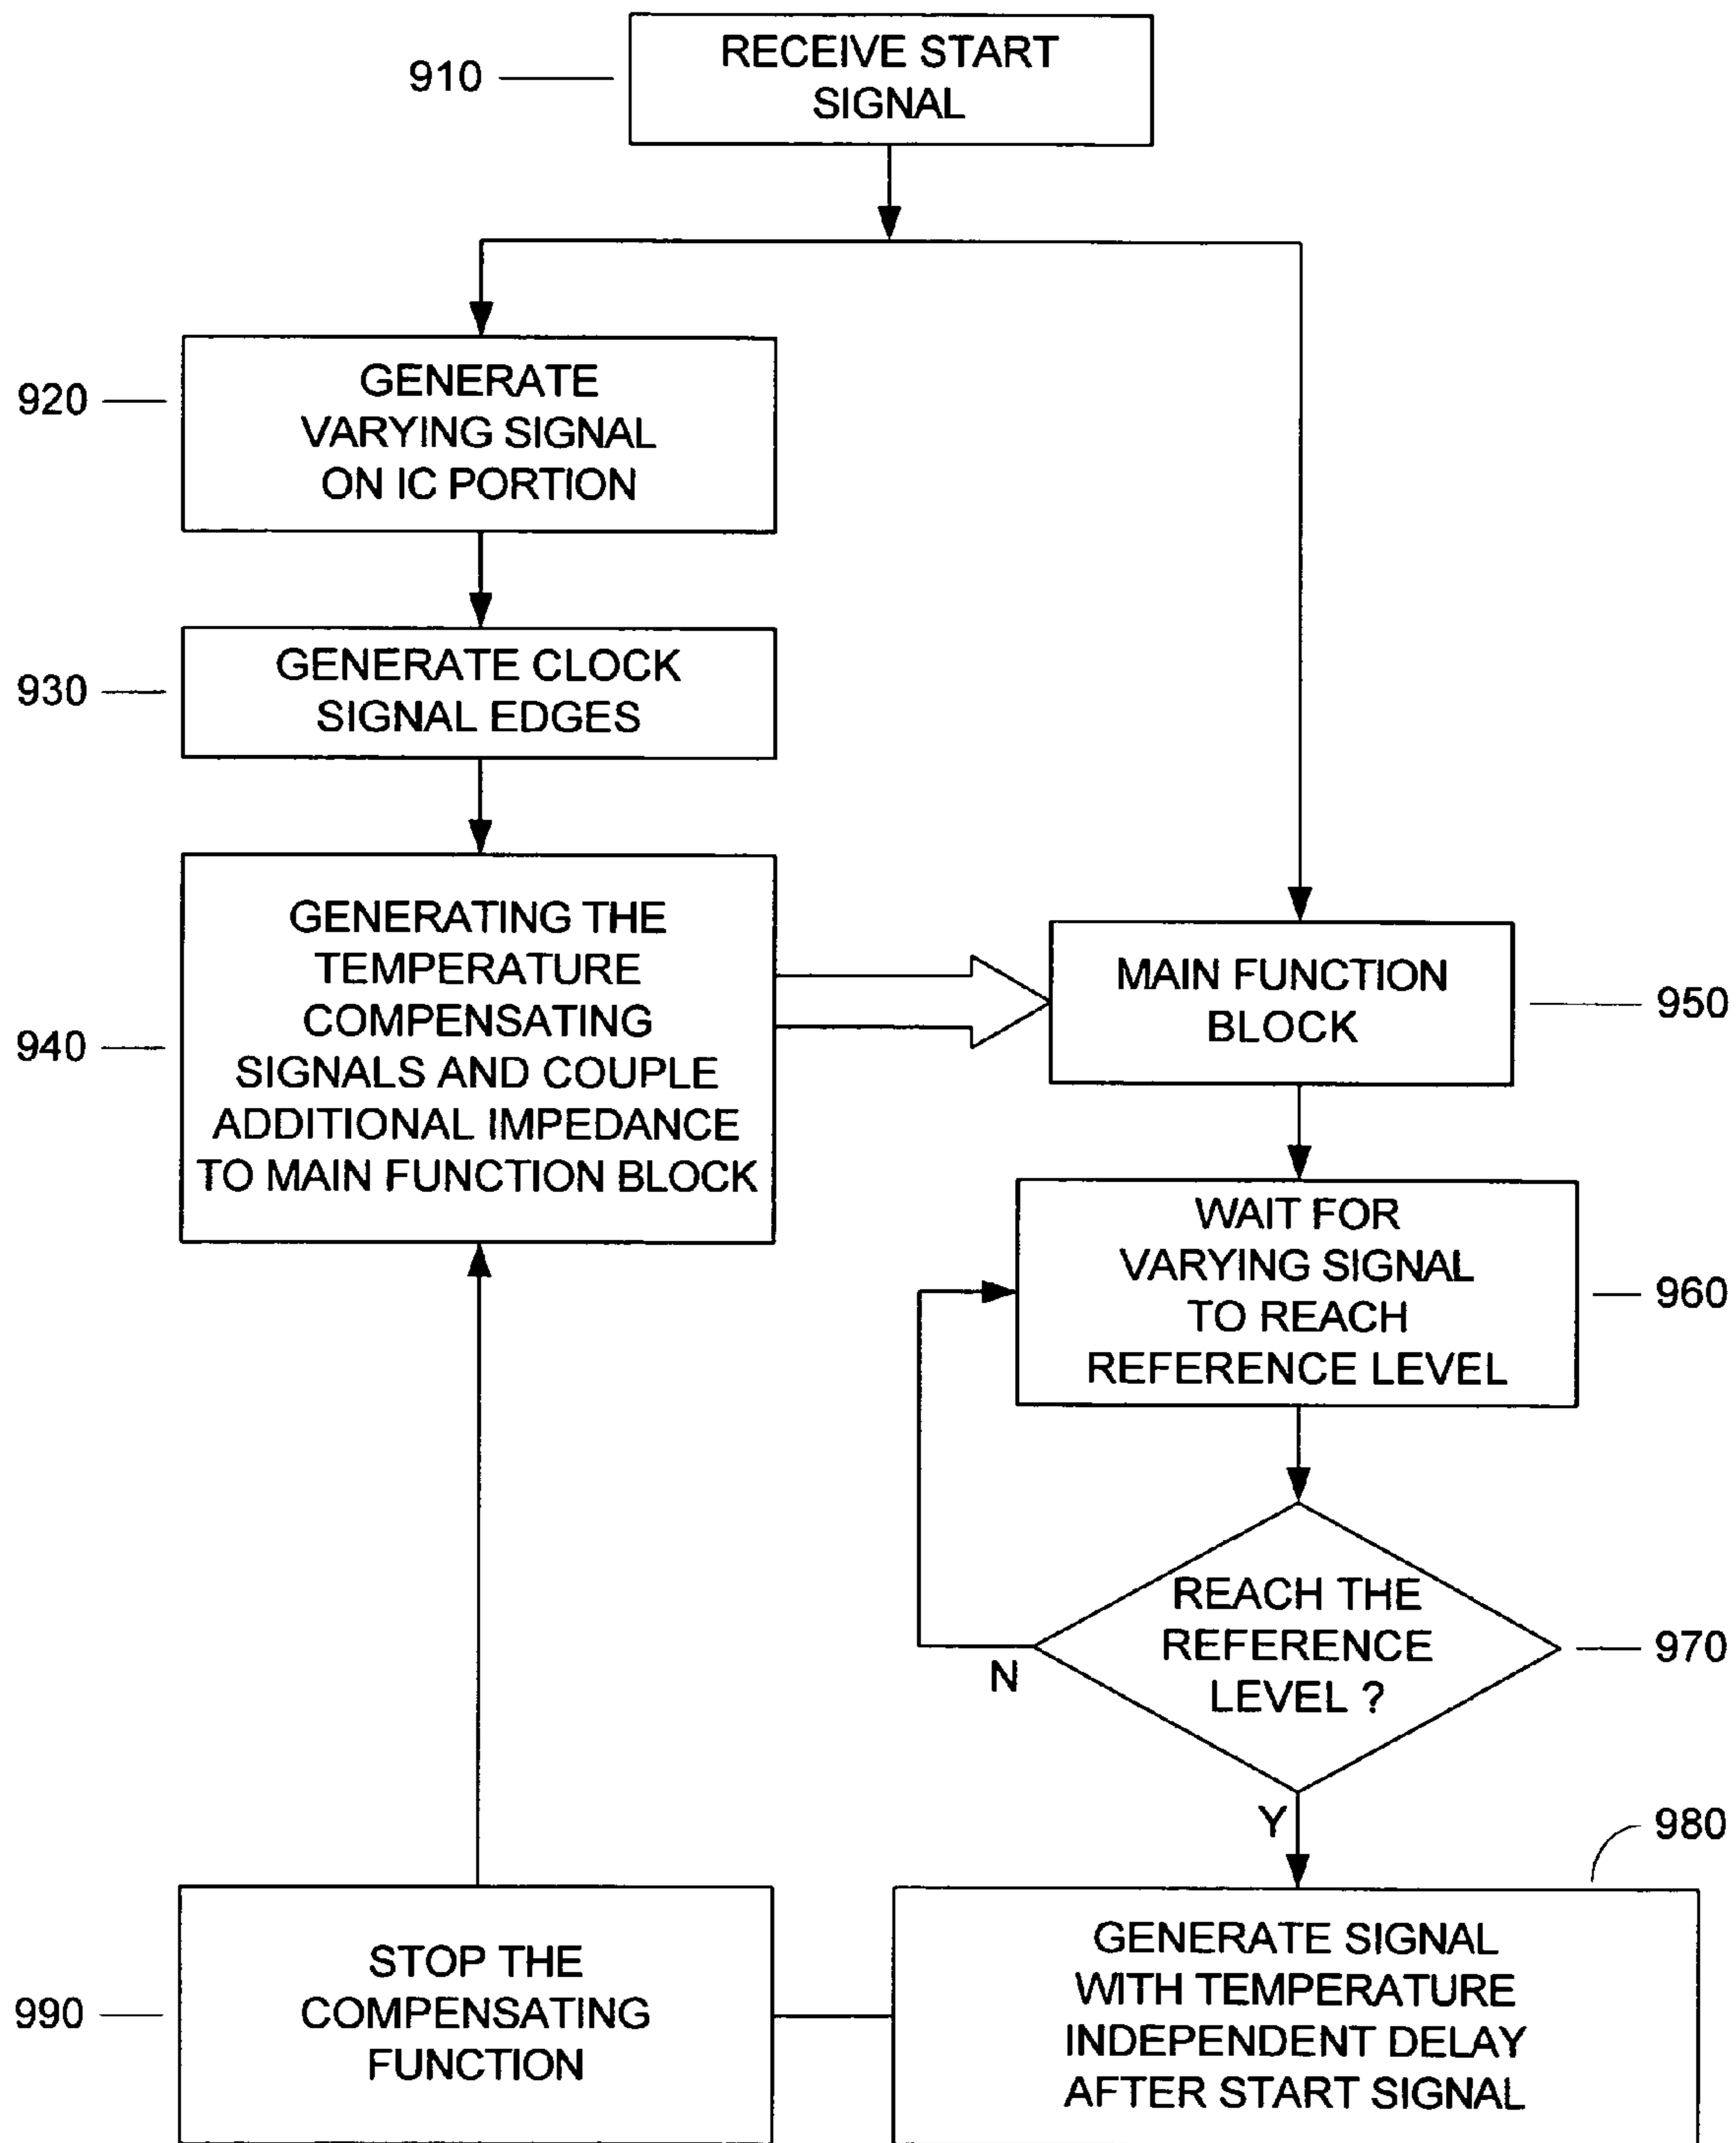 910
RECEIVE START
SIGNAL
920
GENERATE
VARYING SIGNAL
ON IC PORTION
930
GENERATE CLOCK
SIGNAL EDGES
940
GENERATING THE
TEMPERATURE
COMPENSATING
SIGNALS AND COUPLE
ADDITIONAL IMPEDANCE
TO MAIN FUNCTION BLOCK
MAIN FUNCTION
BLOCK
950
WAIT FOR
VARYING SIGNAL
TO REACH
REFERENCE LEVEL
960
REACH THE
REFERENCE
LEVEL ?
970
N
Y
980
GENERATE SIGNAL
WITH TEMPERATURE
INDEPENDENT DELAY
AFTER START SIGNAL
990
STOP THE
COMPENSATING
FUNCTION